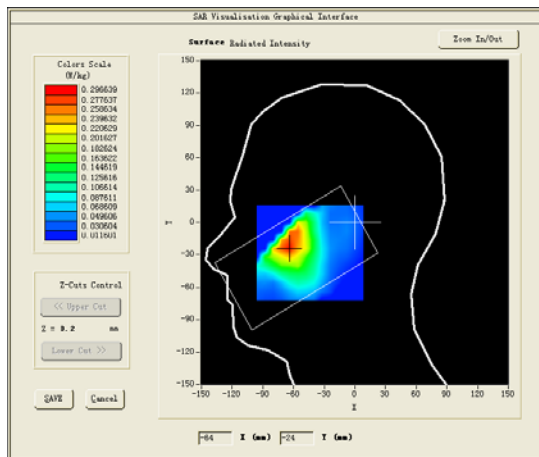 SAR Visualisation Graphical Interface
Surface Radiated Intensity
Zoom In/Out
Colors Scale
(W/kg)
0.296639
0.277637
0.258634
0.239632
0.220629
0.201627
0.182624
0.163622
0.144619
0.125616
0.106614
0.087611
0.068609
0.049606
0.030604
0.011601
Z-Cuts Control
<< Upper Cut
Z = 3.2 mm
Lower Cut >>
SAVE
Cancel
150
120
90
60
30
0
-30
-60
-90
-120
-150
Y
-150 -120 -90 -60 -30 0 30 60 90 120 150
X
-64 X (mm) -24 Y (mm)